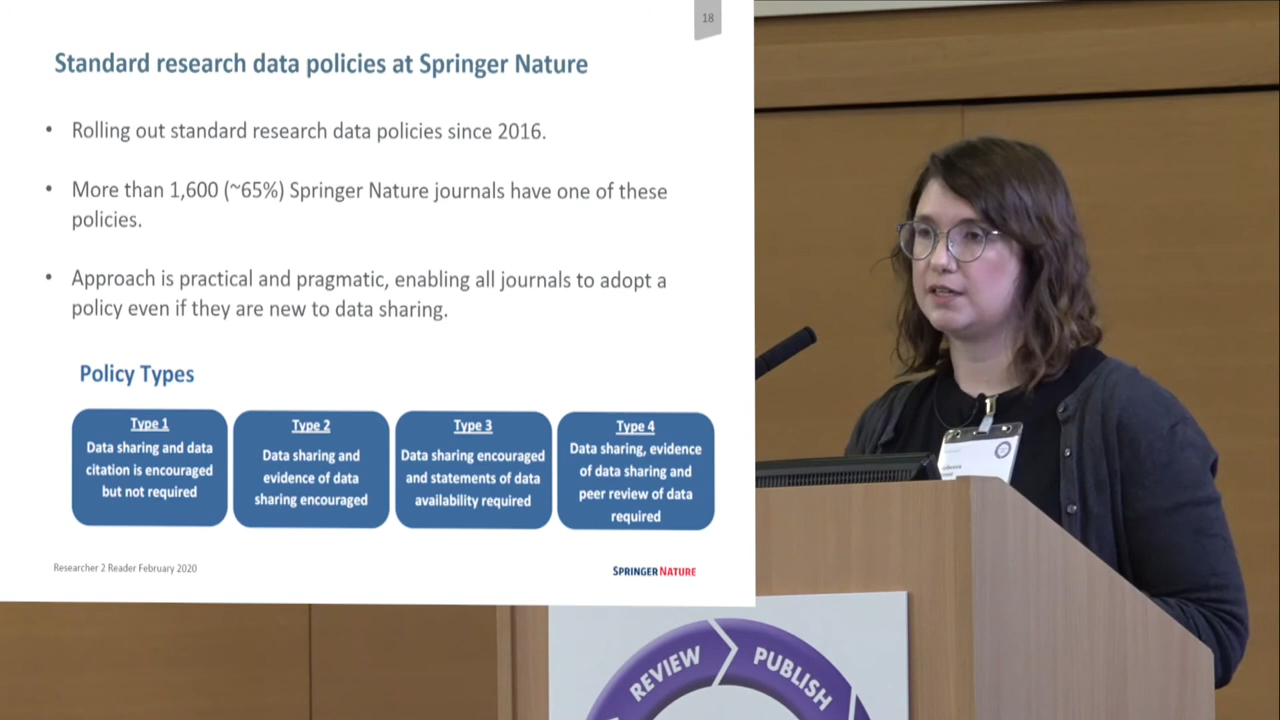 18
Standard research data policies at Springer Nature
• Rolling out standard research data policies since 2016.
• More than 1,600 (~65%) Springer Nature journals have one of these
policies.
• Approach is practical and pragmatic, enabling all journals to adopt a
policy even if they are new to data sharing.
Policy Types
Type 1
Data sharing and data
citation is encouraged
but not required
Type 2
Data sharing and
evidence of data
sharing encouraged
Type 3
Data sharing encouraged
and statements of data
availability required
Type 4
Data sharing, evidence
of data sharing and
peer review of data
required
Researcher 2 Reader February 2020
SPRINGER NATURE
REVIEW
PUBLISH